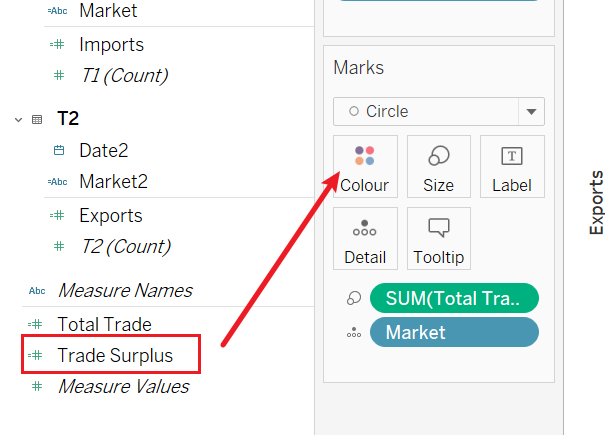 Abc Market
Imports
T1 (Count)
T2
Date2
Abc Market2
Exports
T2 (Count)
Abc Measure Names
Total Trade
Trade Surplus
Measure Values
Marks
Circle
Colour Size T Label
Detail Tooltip
SUM(Total Tra..
Market
Exports